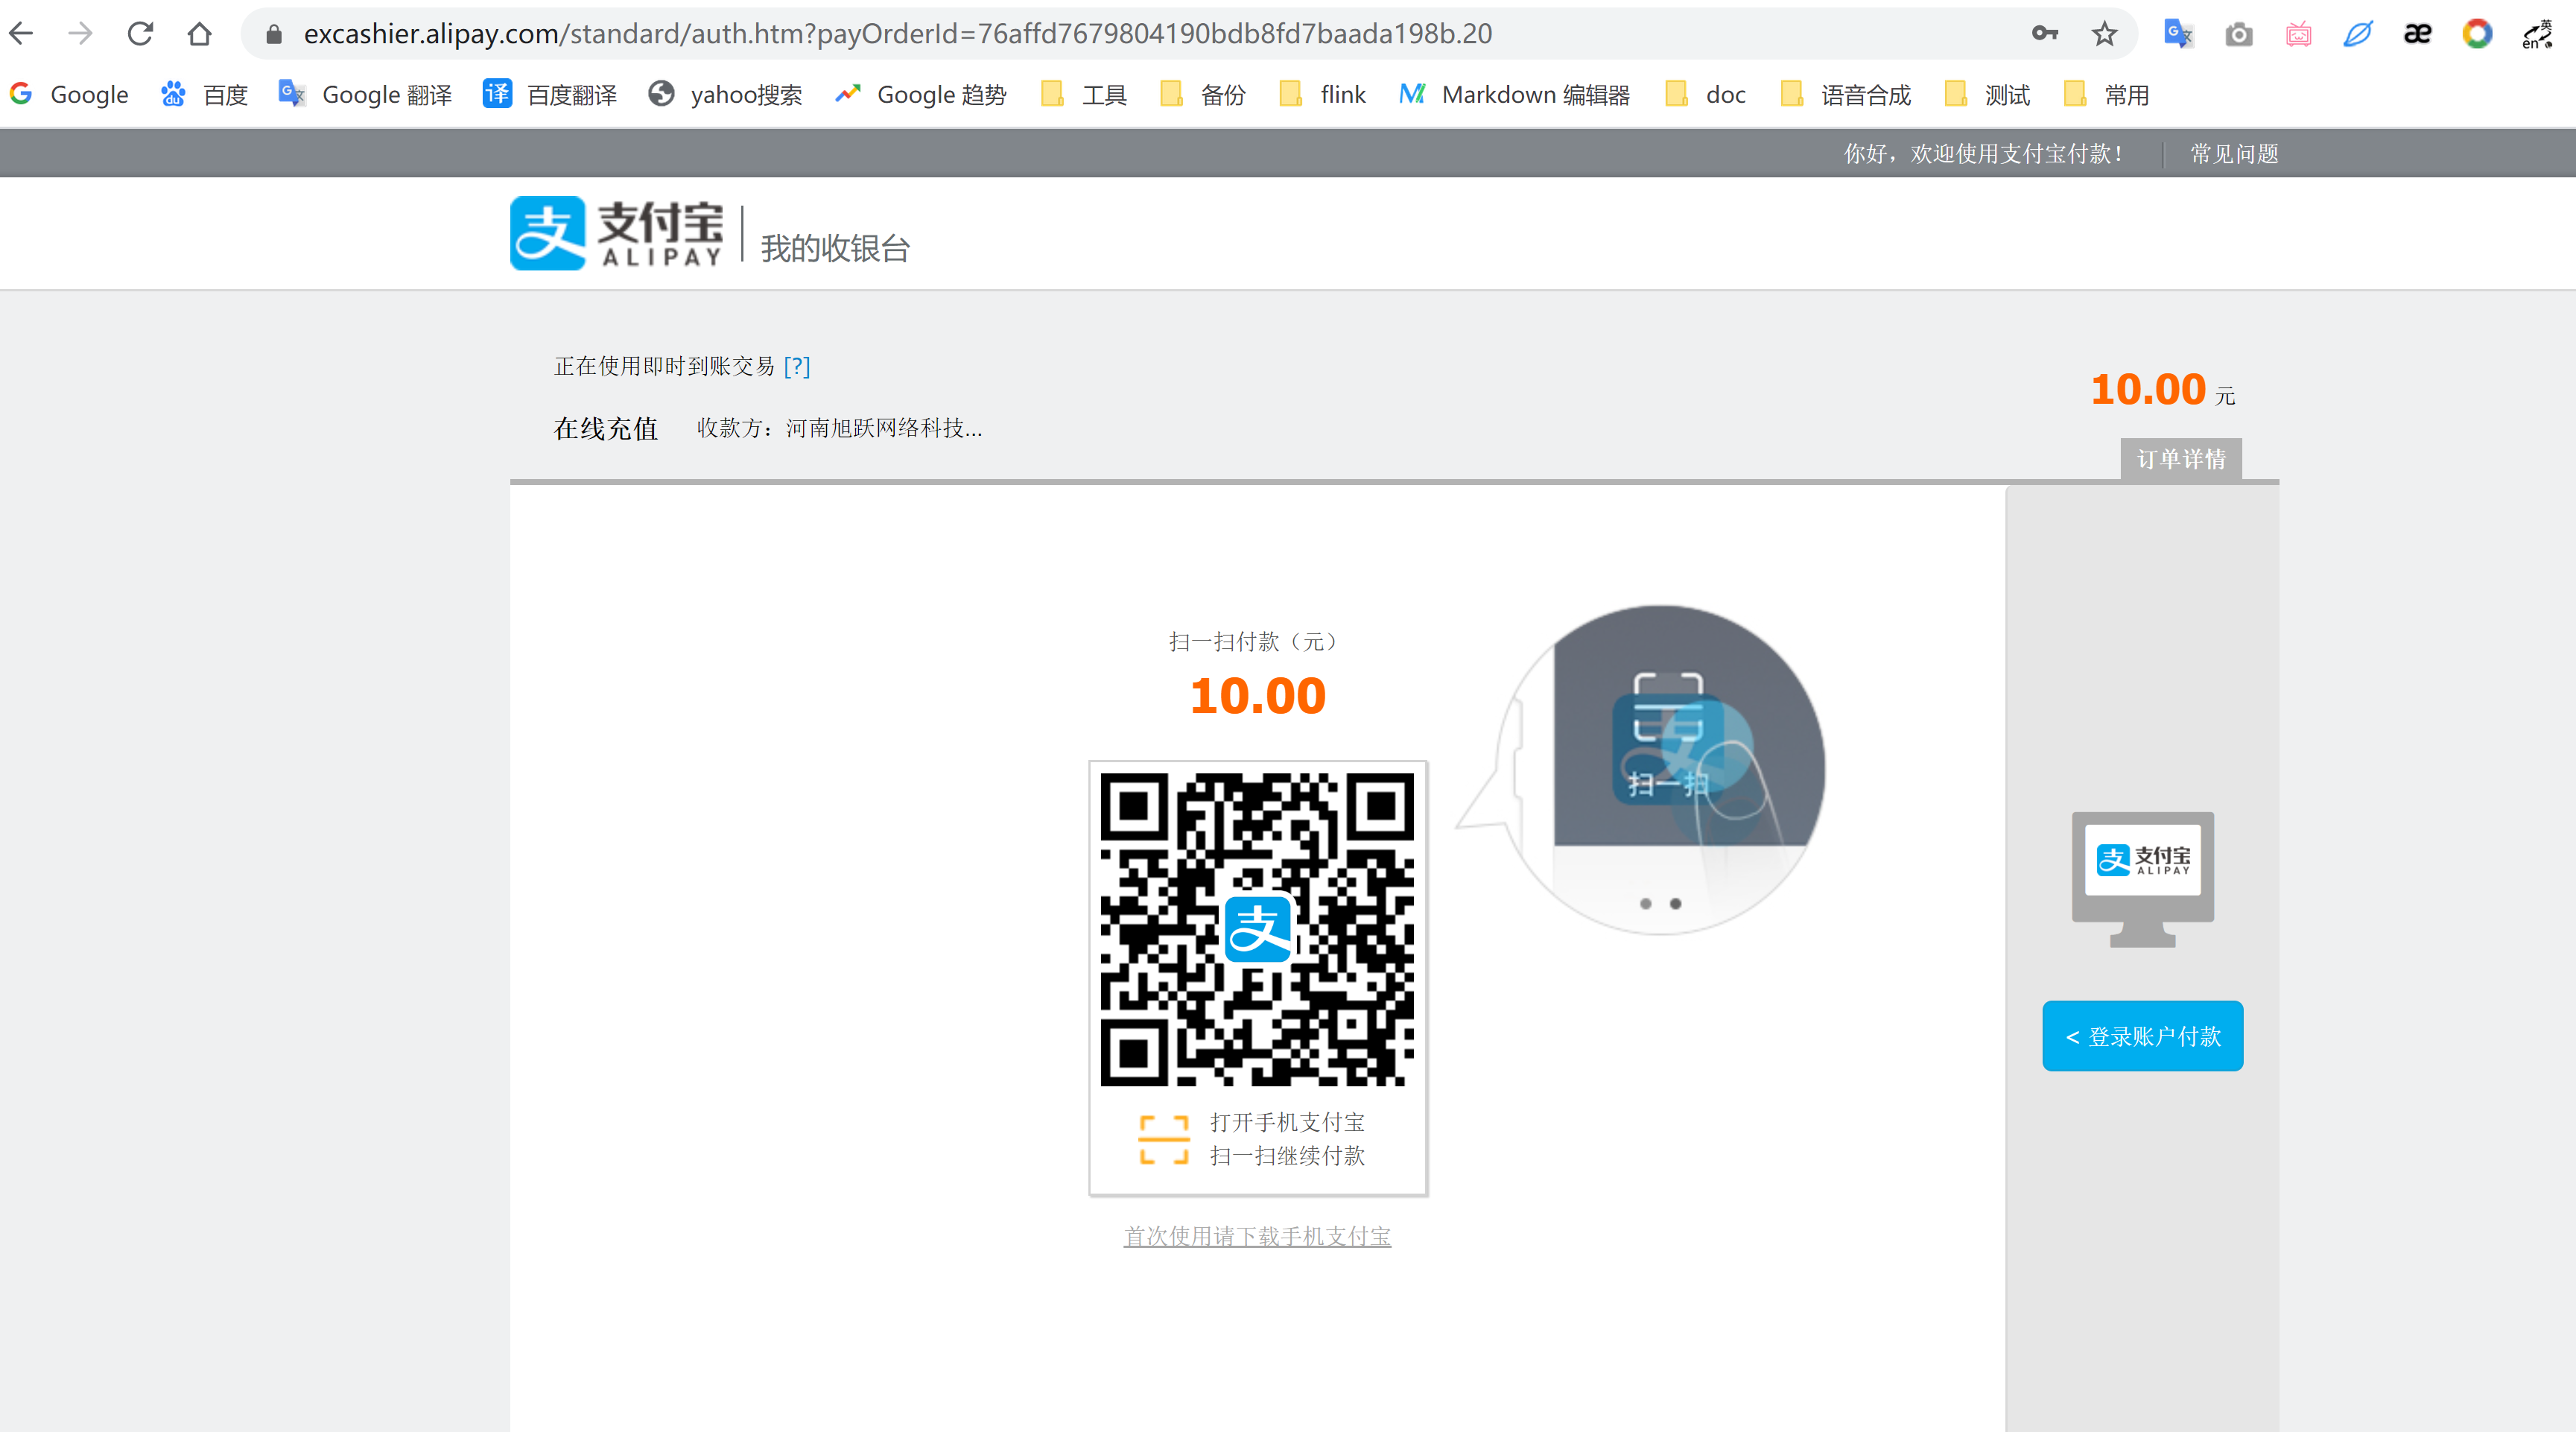 excashier.alipay.com/standard/auth.htm?payOrderId=76affd7679804190bdb8fd7baada198b.20
Google 百度 Google 翻译 百度翻译 yahoo搜索 Google 趋势 工具 备份 flink Markdown 编辑器 doc 语音合成 测试 常用
你好，欢迎使用支付宝付款！ 常见问题
支付宝 ALIPAY 我的收银台
正在使用即时到账交易 [?]
10.00 元
在线充值 收款方：河南旭跃网络科技...
订单详情
扫一扫付款（元）
10.00
扫一扫
支付宝
ALIPAY
< 登录账户付款
打开手机支付宝
扫一扫继续付款
首次使用请下载手机支付宝